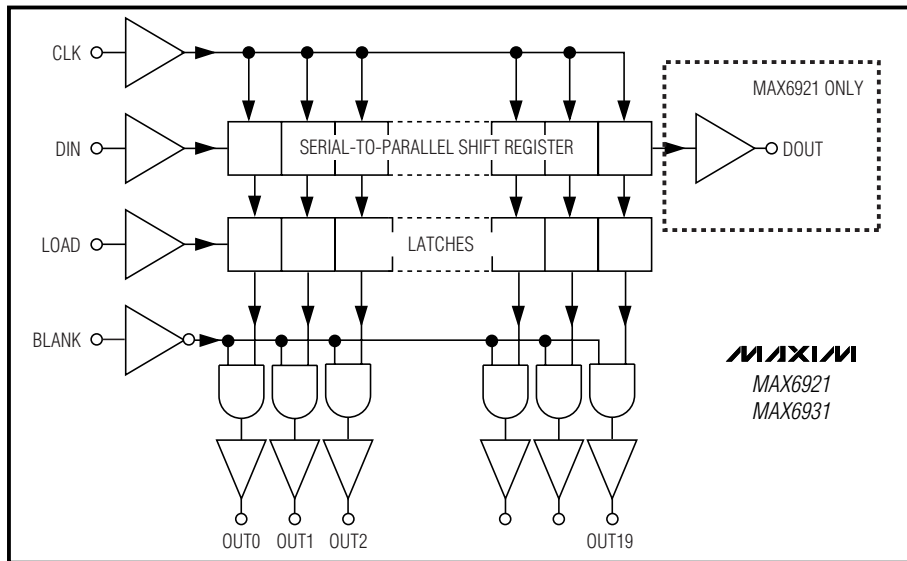 CLK
MAX6921 ONLY
DIN
SERIAL-TO-PARALLEL SHIFT REGISTER
DOUT
LOAD
LATCHES
BLANK
MAXIM
MAX6921
MAX6931
OUT0
OUT1
OUT2
OUT19